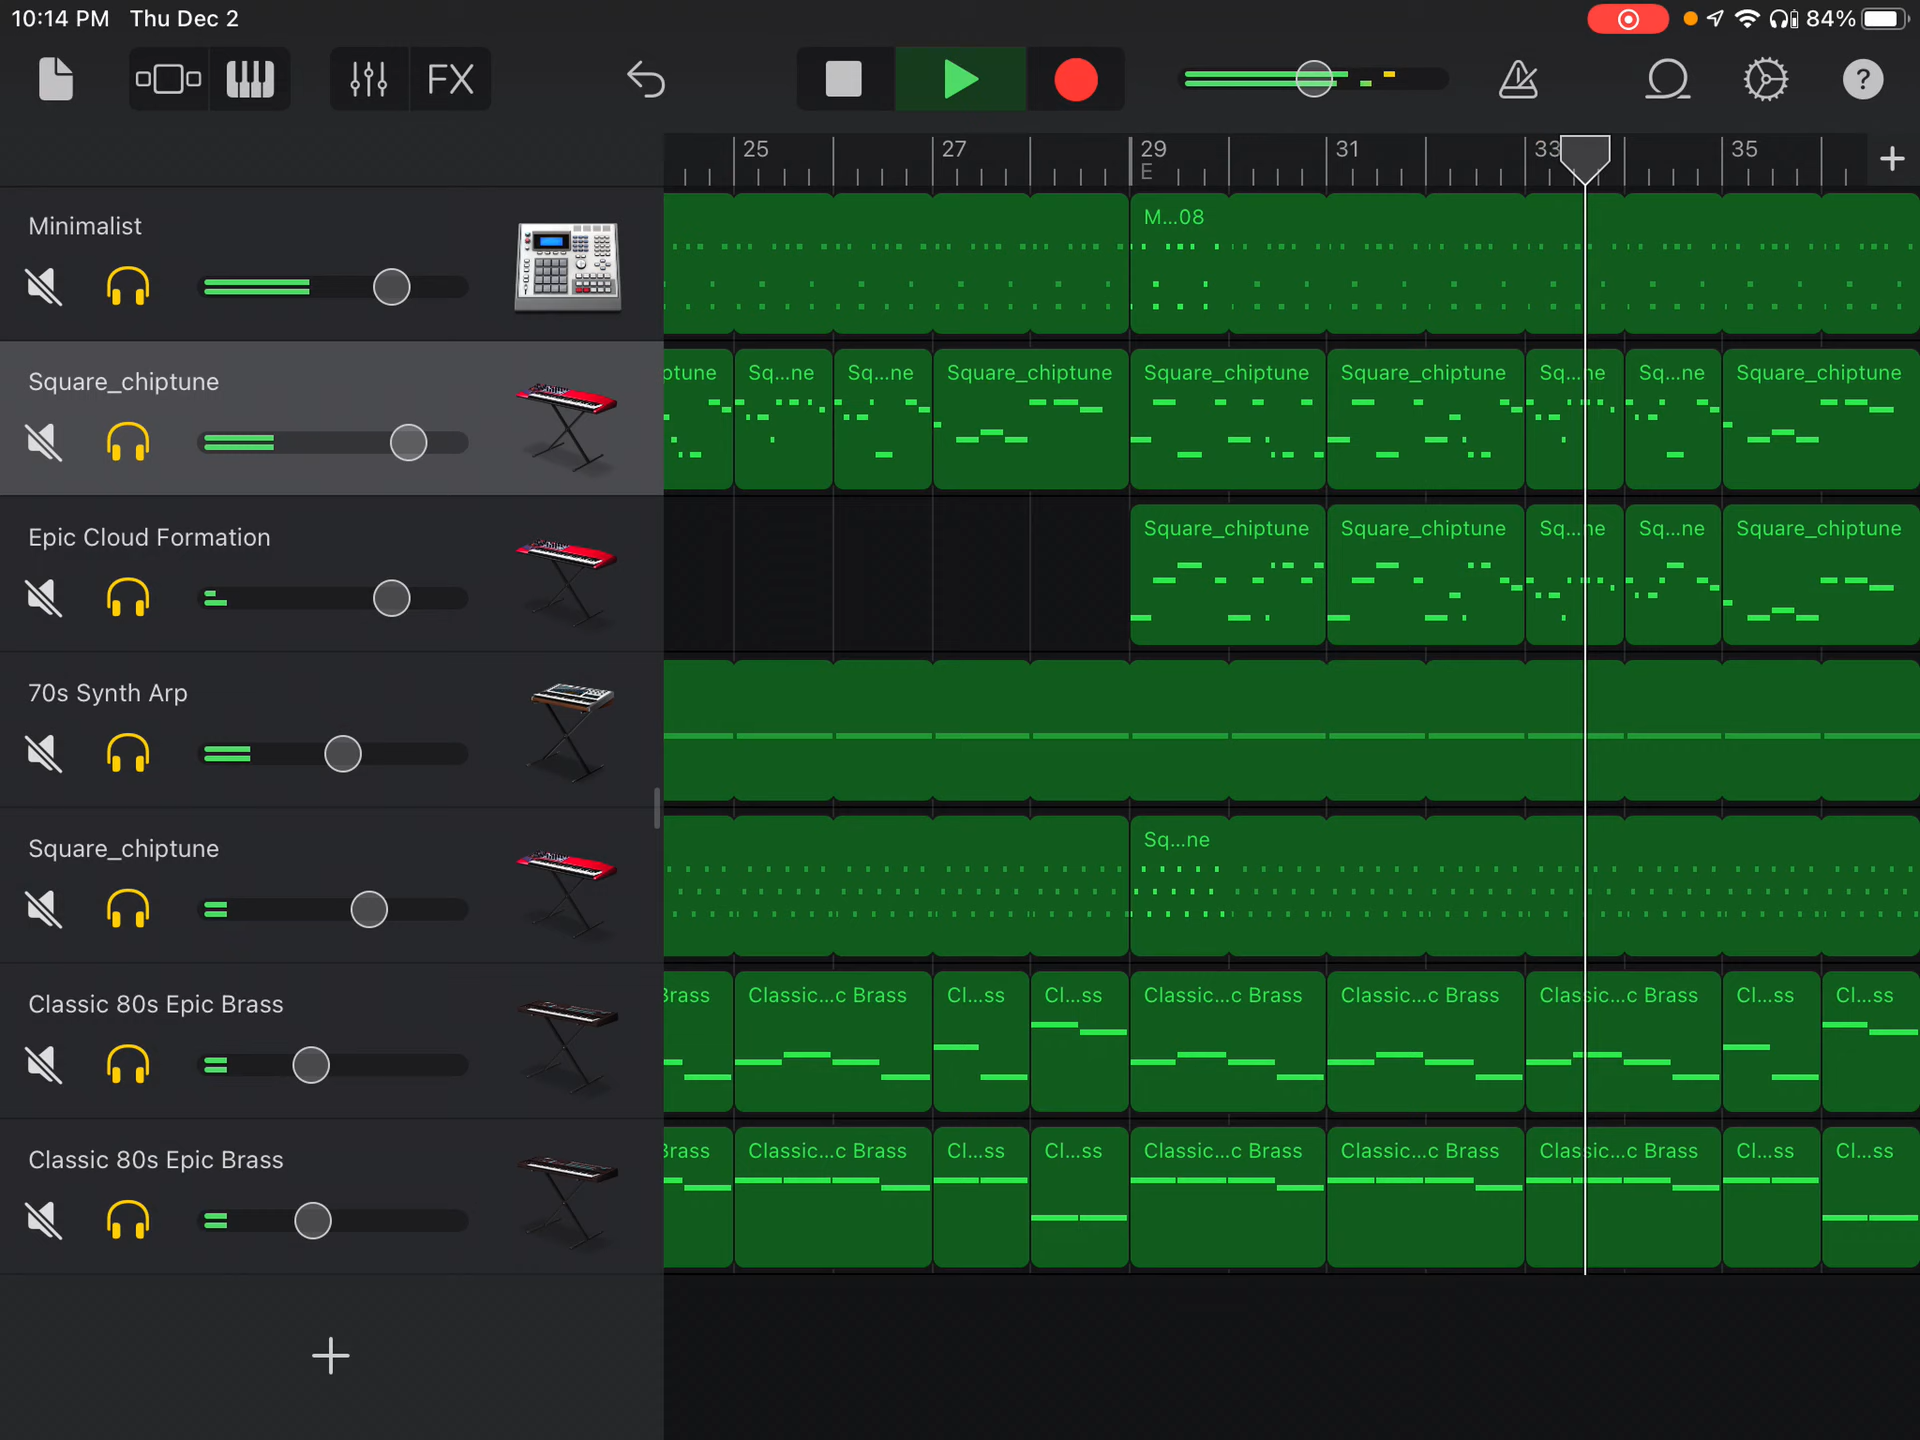 10:14 PM Thu Dec 2 84%
FX ?
25 27 29 31 33 35
E
Minimalist M...08
ptune Sq...ne Sq...ne Square_chiptune Square_chiptune Square_chiptune Sq...ne Sq...ne Square_chiptune
Square_chiptune
Square_chiptune Square_chiptune Sq...ne Sq...ne Square_chiptune
Epic Cloud Formation
70s Synth Arp
Sq...ne
Square_chiptune
Brass Classic...c Brass Cl...ss Cl...ss Classic...c Brass Classic...c Brass Classic...c Brass Cl...ss Cl...ss
Classic 80s Epic Brass
Brass Classic...c Brass Cl...ss Cl...ss Classic...c Brass Classic...c Brass Classic...c Brass Cl...ss Cl...ss
Classic 80s Epic Brass